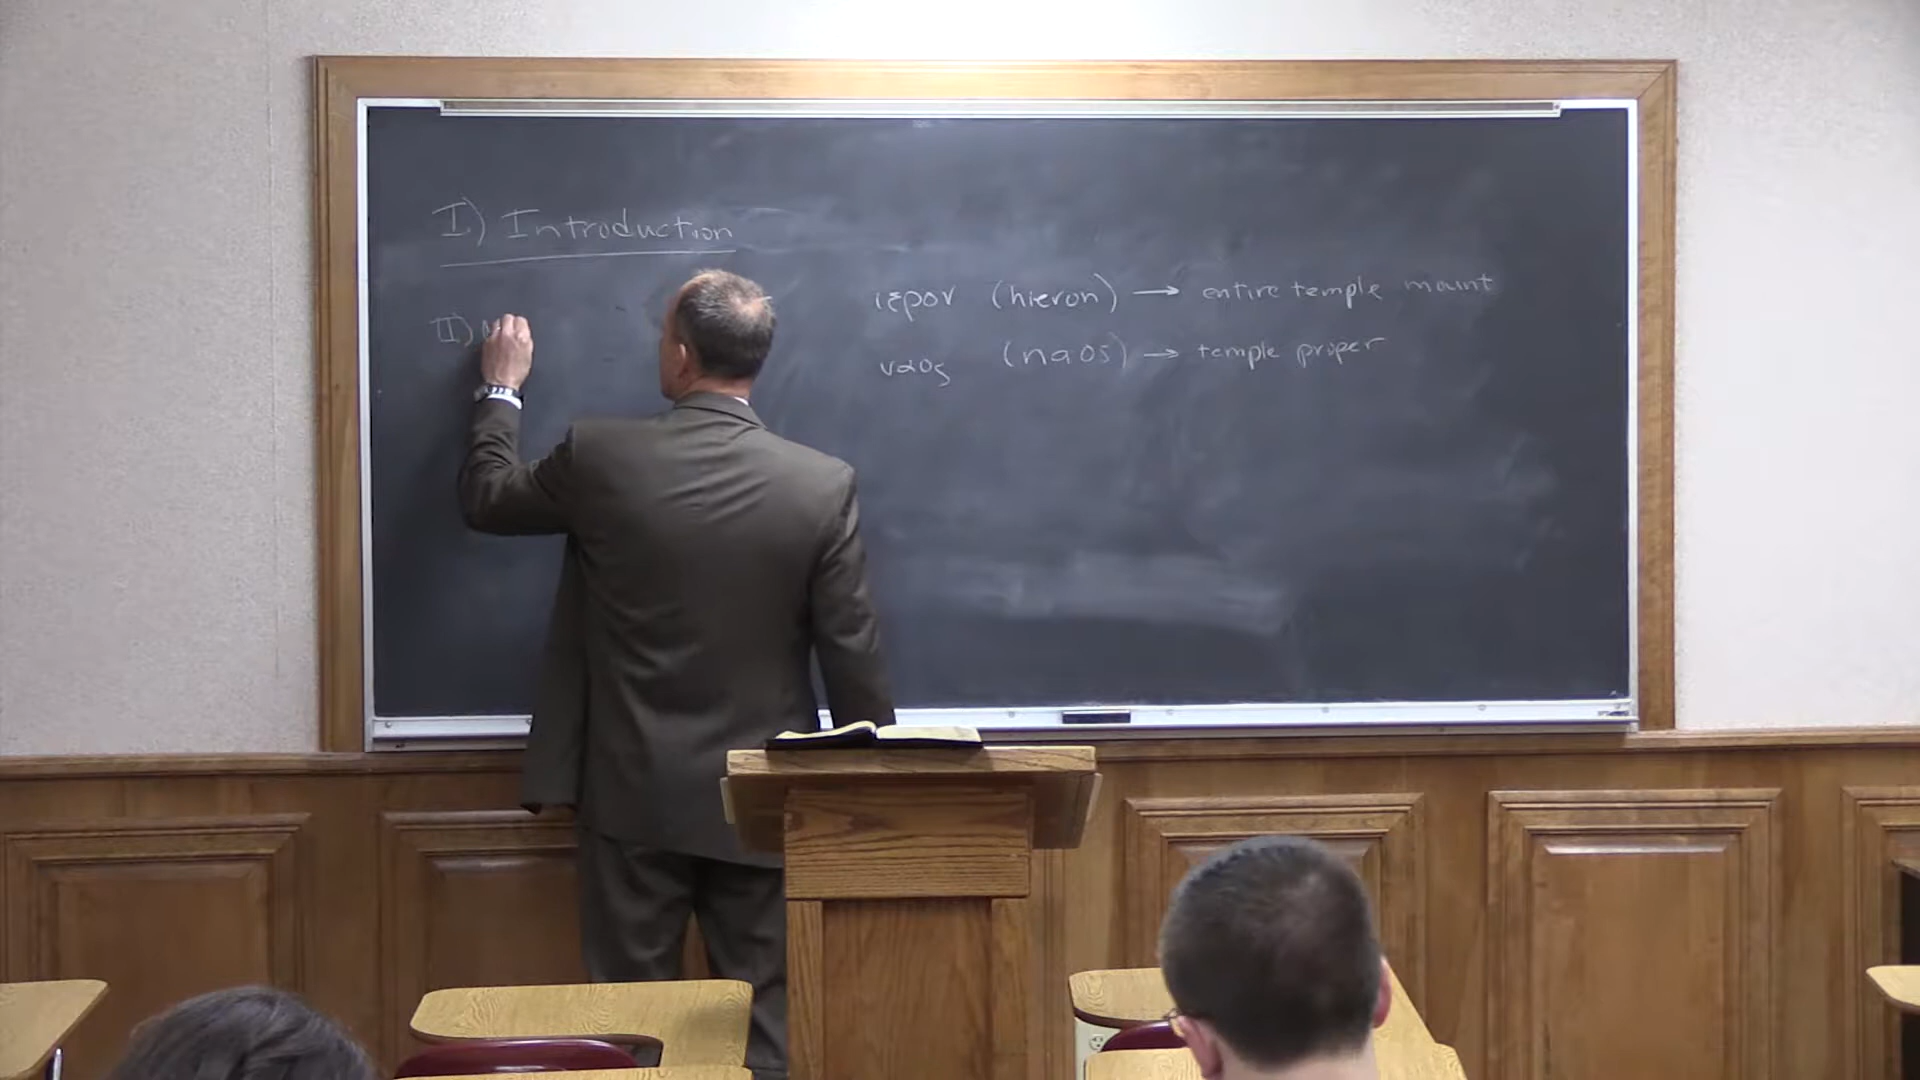 I) Introduction
ιερον (hieron) → entire temple mount
ναος (naos) → temple proper
II)